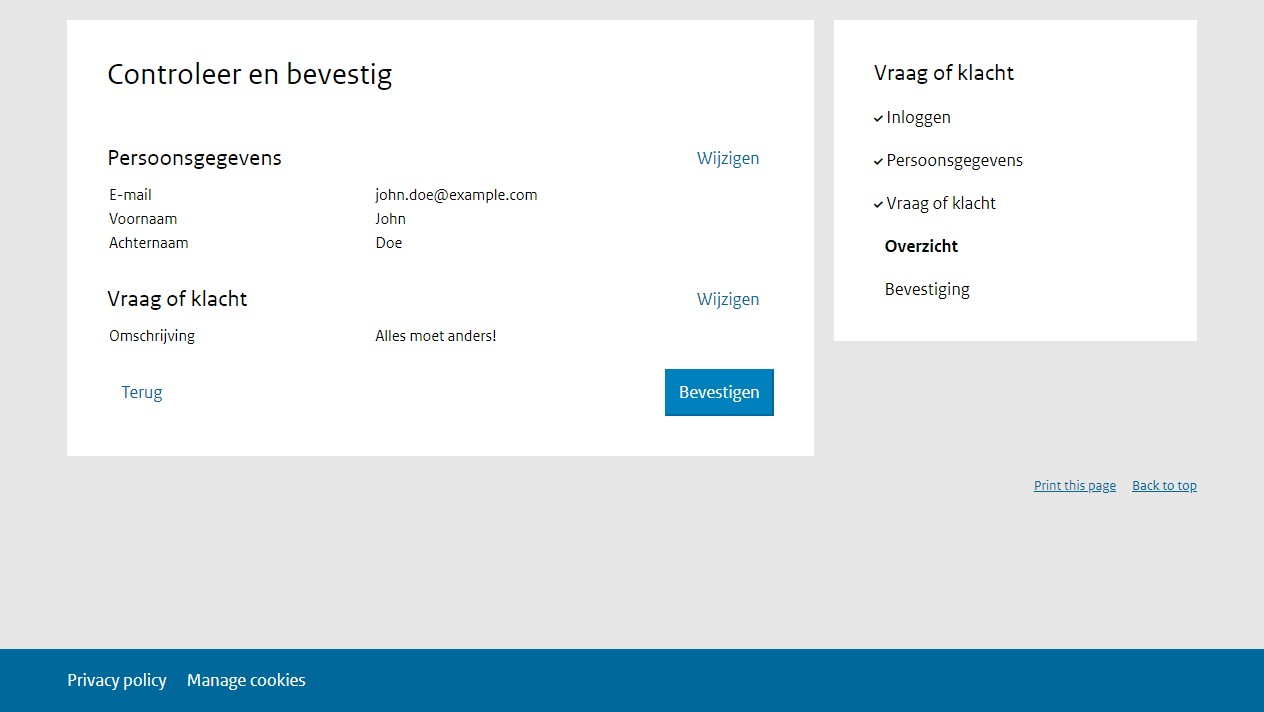 Controleer en bevestig
Persoonsgegevens Wijzigen
E-mail john.doe@example.com
Voornaam John
Achternaam Doe
Vraag of klacht Wijzigen
Omschrijving Alles moet anders!
Terug Bevestigen
Vraag of klacht
Inloggen
Persoonsgegevens
Vraag of klacht
Overzicht
Bevestiging
Print this page Back to top
Privacy policy Manage cookies